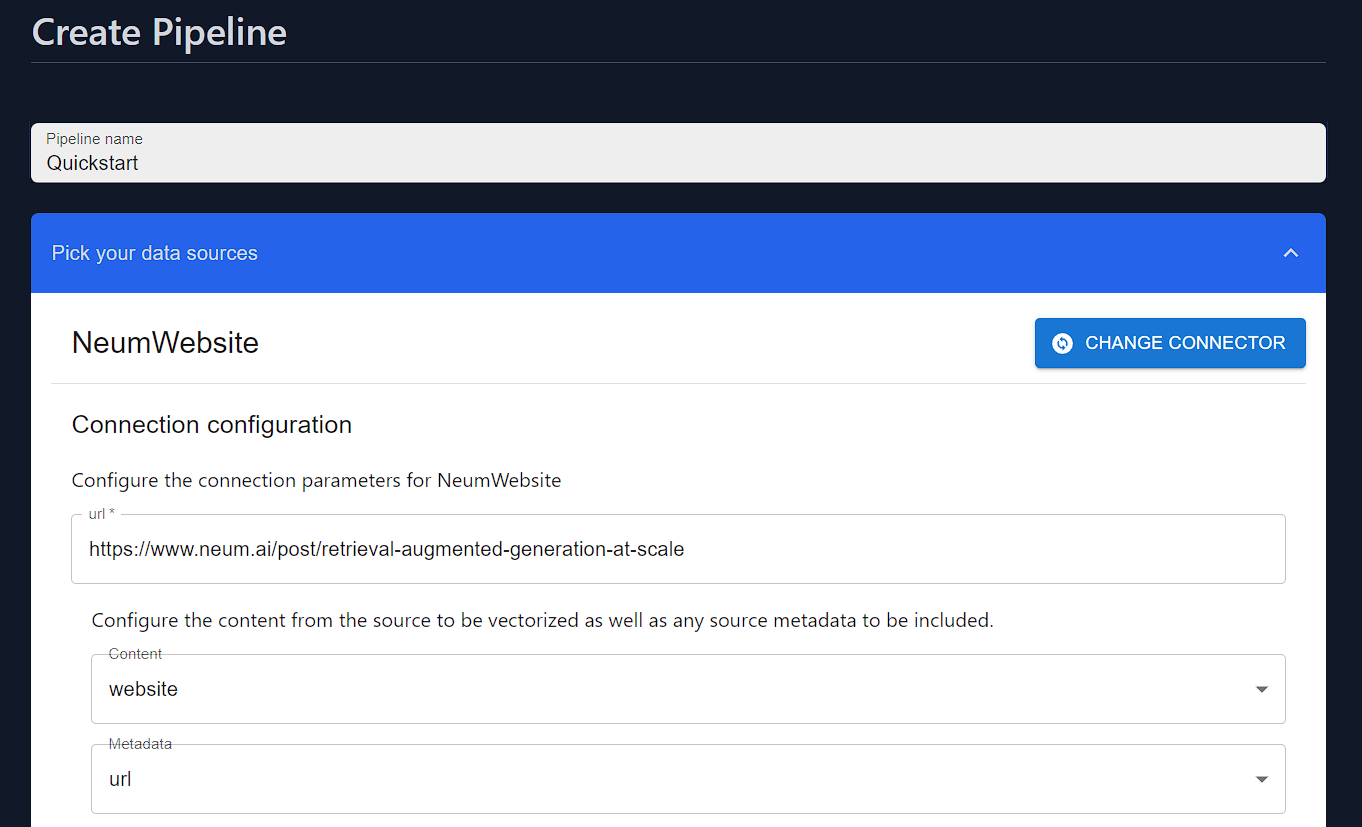 Create Pipeline
Pipeline name
Quickstart
Pick your data sources
NeumWebsite
CHANGE CONNECTOR
Connection configuration
Configure the connection parameters for NeumWebsite
url *
https://www.neum.ai/post/retrieval-augmented-generation-at-scale
Configure the content from the source to be vectorized as well as any source metadata to be included.
Content
website
Metadata
url